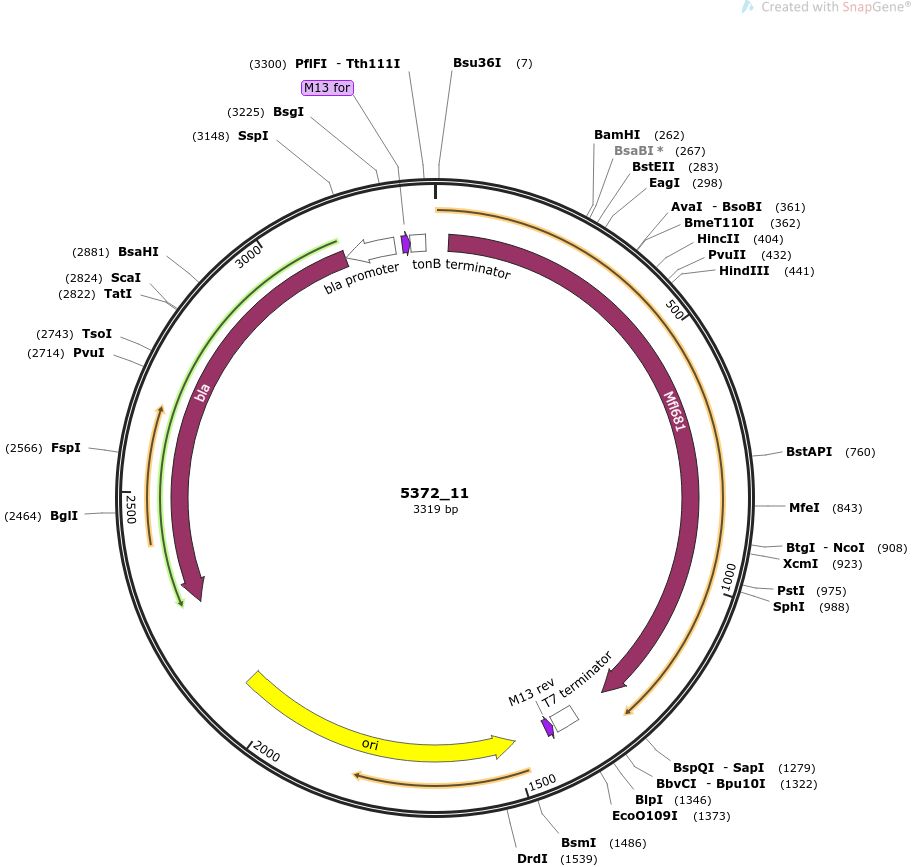 Created with SnapGene®
(3300) PflFI - Tth111I
Bsu36I (7)
M13 for
(3225) BsgI
(3148) SspI
BamHI (262)
BsaBI * (267)
BstEII (283)
EagI (298)
AvaI - BsoBI (361)
BmeT110I (362)
HincII (404)
PvuII (432)
HindIII (441)
(2881) BsaHI
(2824) ScaI
(2822) TatI
(2743) TsoI
(2714) PvuI
(2566) FspI
(2464) BglI
3000
bla promoter
tonB terminator
500
bla
Mfl681
BstAPI (760)
MfeI (843)
BtgI - NcoI (908)
XcmI (923)
PstI (975)
SphI (988)
2500
5372_11
3319 bp
1000
M13 rev
T7 terminator
ori
2000
1500
BspQI - SapI (1279)
BbvCI - Bpu10I (1322)
BlpI (1346)
EcoO109I (1373)
BsmI (1486)
DrdI (1539)